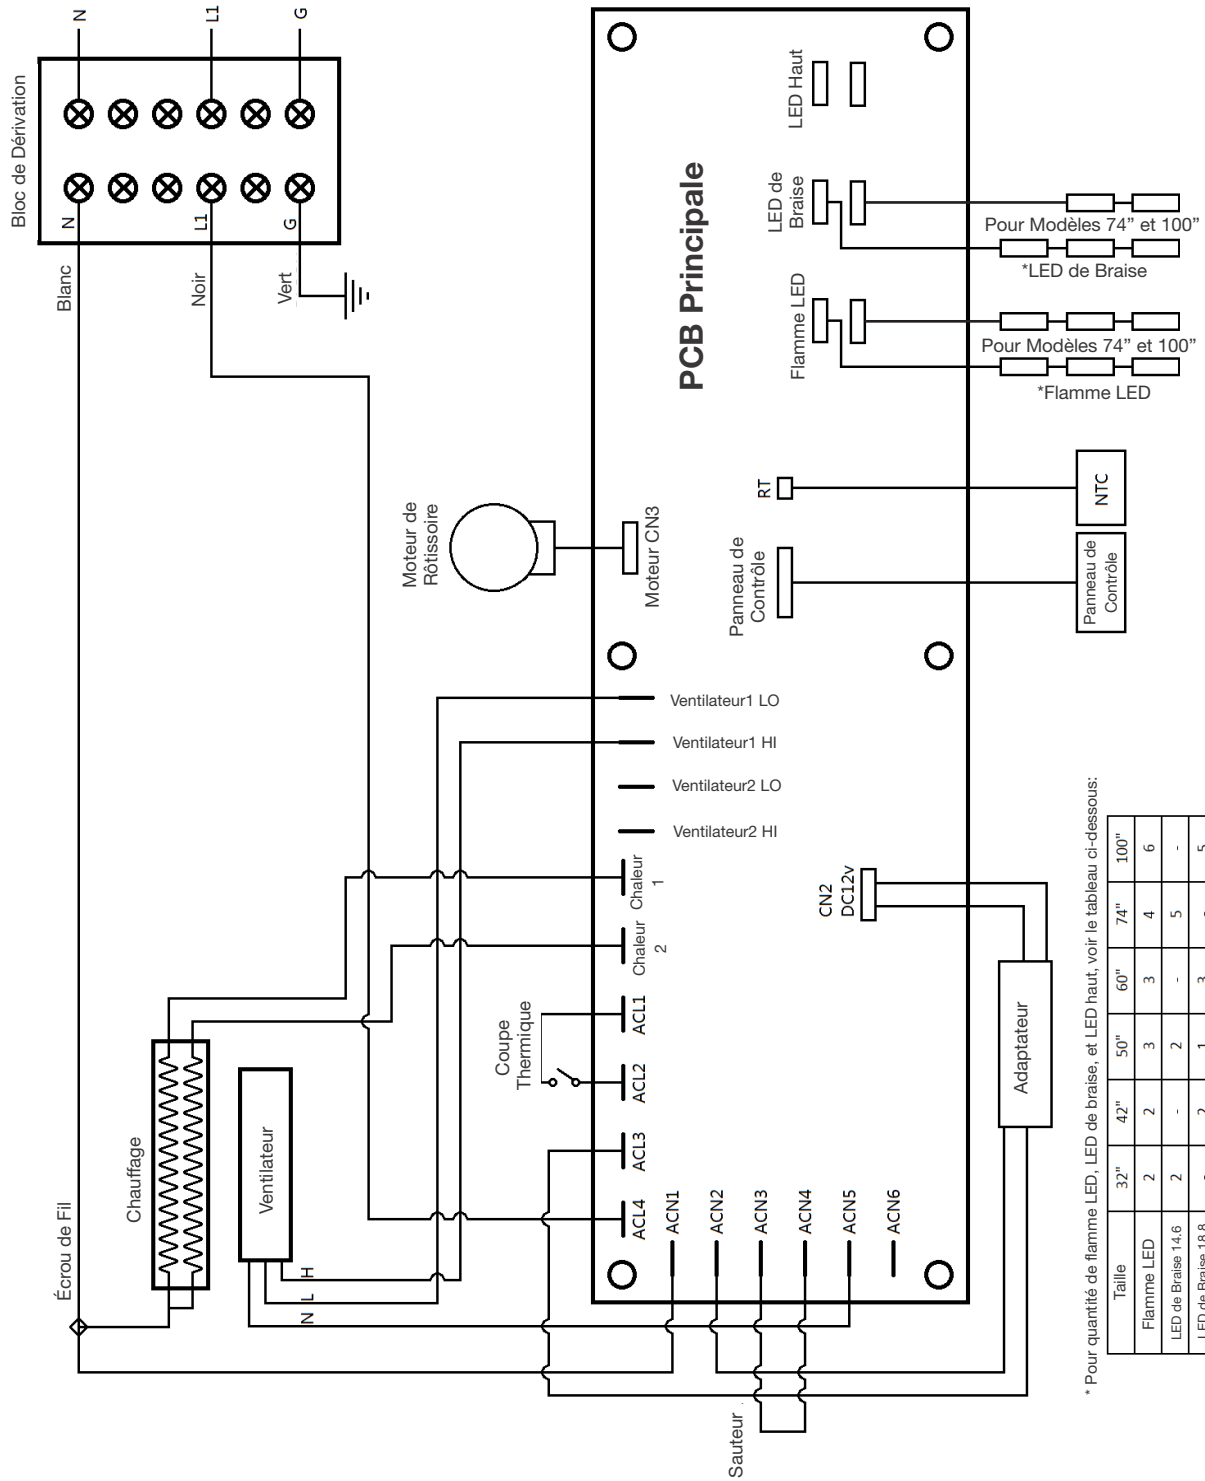 Bloc de Dérivation
N
L1
G
N
L1
G
Blanc
Noir
Vert
Écrou de Fil
Chauffage
Ventilateur
N
L
H
Moteur de
Rôtissoire
Moteur CN3
PCB Principale
LED Haut
LED de
Braise
Flamme LED
Pour Modèles 74” et 100”
*LED de Braise
Pour Modèles 74” et 100”
*Flamme LED
RT
NTC
Panneau de
Contrôle
Panneau de
Contrôle
Ventilateur1 LO
Ventilateur1 HI
Ventilateur2 LO
Ventilateur2 HI
Chaleur
1
Chaleur
2
Coupe
Thermique
ACL1
ACL2
ACL3
ACL4
ACN1
ACN2
ACN3
ACN4
ACN5
ACN6
CN2
DC12v
Adaptateur
Sauteur
* Pour quantité de flamme LED, LED de braise, et LED haut, voir le tableau ci-dessous:
Taille 32" 42" 50" 60" 74" 100"
Flamme LED 2 2 3 3 4 6
LED de Braise 14.6 2 - 2 - 5 -
LED de Braise 18.8 2 1 3 5